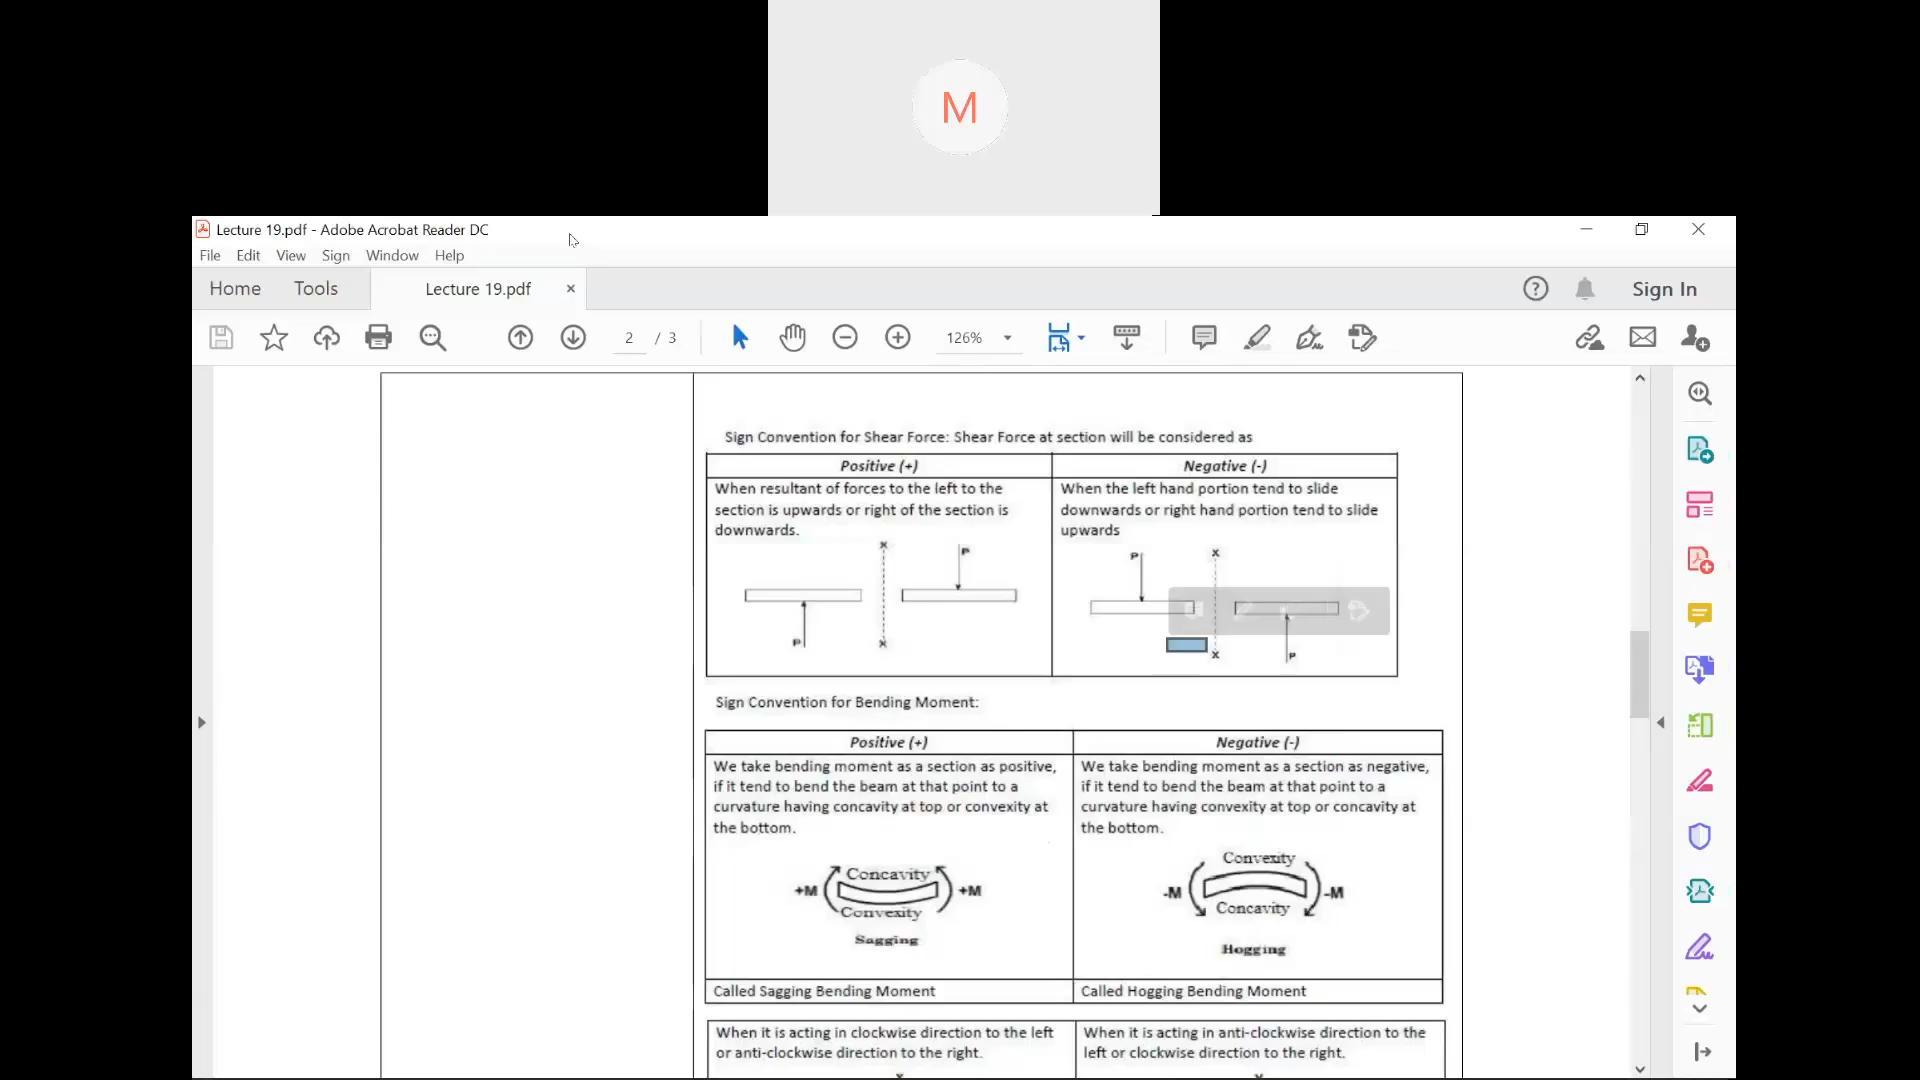 M
Lecture 19.pdf - Adobe Acrobat Reader DC
File Edit View Sign Window Help
Home Tools Lecture 19.pdf × Sign In
2 / 3 126%
Sign Convention for Shear Force: Shear Force at section will be considered as
Positive (+)
When resultant of forces to the left to the
section is upwards or right of the section is
downwards.
X P
P X
Negative (-)
When the left hand portion tend to slide
downwards or right hand portion tend to slide
upwards
P X
X P
Sign Convention for Bending Moment:
Positive (+)
We take bending moment as a section as positive,
if it tend to bend the beam at that point to a
curvature having concavity at top or convexity at
the bottom.
Concavity
+M +M
Convexity
Sagging
Called Sagging Bending Moment
Negative (-)
We take bending moment as a section as negative,
if it tend to bend the beam at that point to a
curvature having convexity at top or concavity at
the bottom.
Convexity
-M -M
Concavity
Hogging
Called Hogging Bending Moment
When it is acting in clockwise direction to the left
or anti-clockwise direction to the right.
When it is acting in anti-clockwise direction to the
left or clockwise direction to the right.